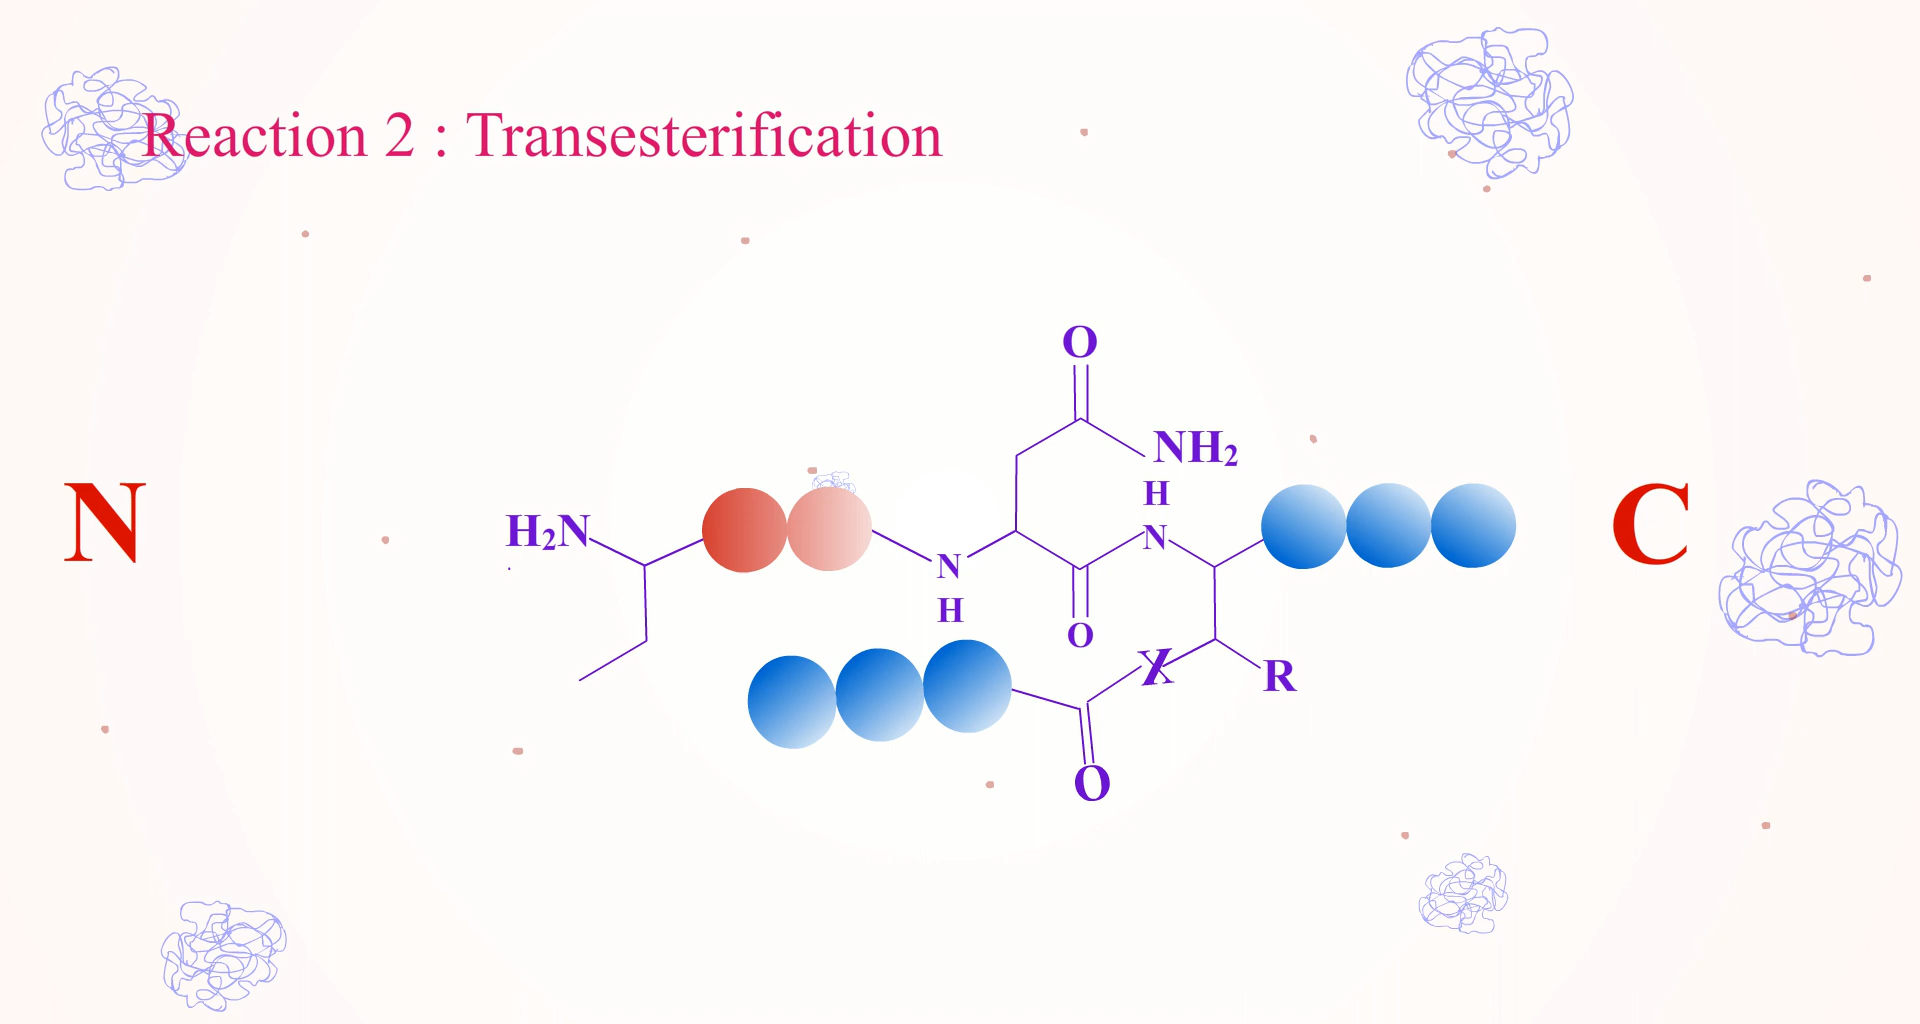 Reaction 2 : Transesterification
O
NH₂
H
N
H₂N
N
C
N
H
O
X
R
O